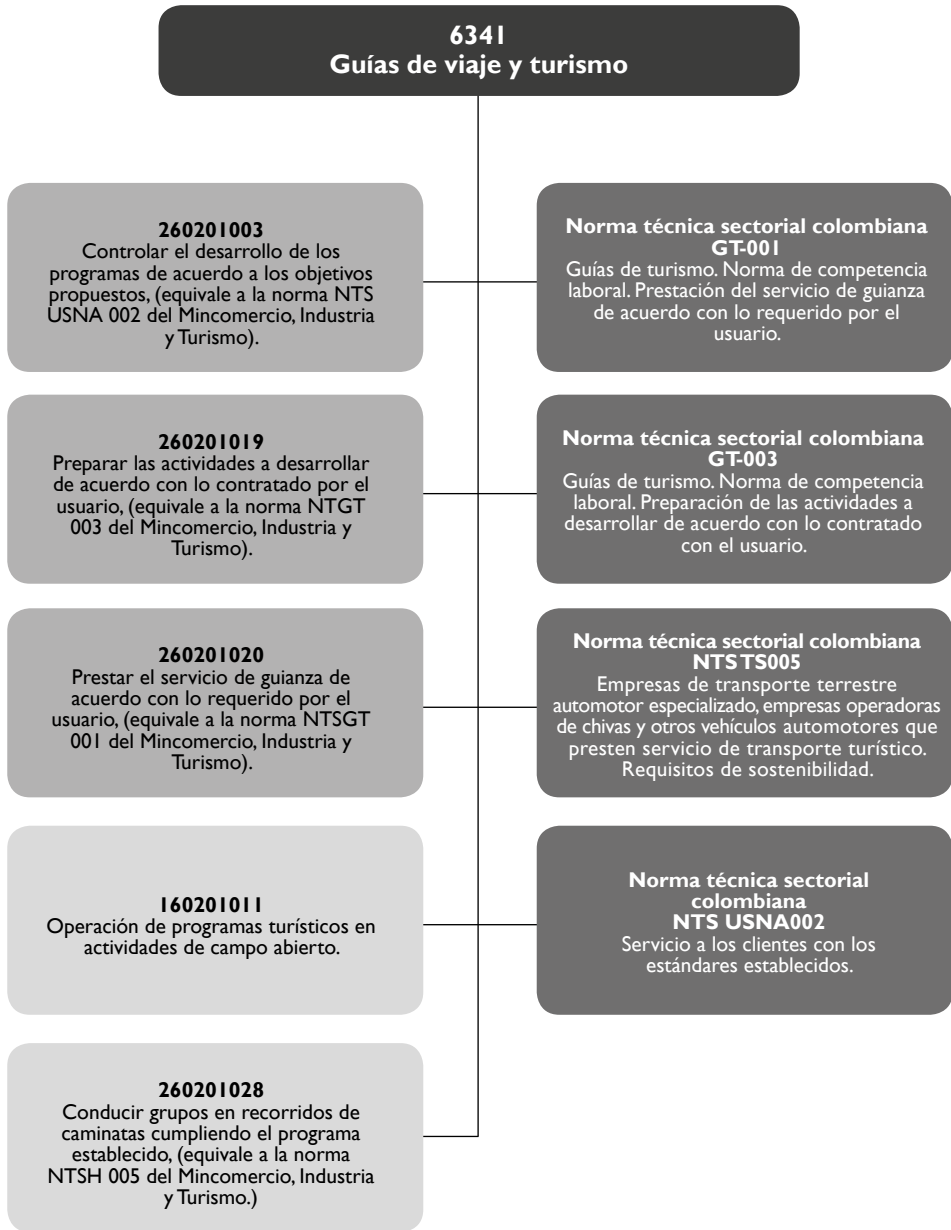 6341
Guías de viaje y turismo
260201003
Controlar el desarrollo de los
programas de acuerdo a los objetivos
propuestos, (equivale a la norma NTS
USNA 002 del Mincomercio, Industria
y Turismo).
Norma técnica sectorial colombiana
GT-001
Guías de turismo. Norma de competencia
laboral. Prestación del servicio de guianza
de acuerdo con lo requerido por el
usuario.
260201019
Preparar las actividades a desarrollar
de acuerdo con lo contratado por el
usuario, (equivale a la norma NTGT
003 del Mincomercio, Industria y
Turismo).
Norma técnica sectorial colombiana
GT-003
Guías de turismo. Norma de competencia
laboral. Preparación de las actividades a
desarrollar de acuerdo con lo contratado
con el usuario.
260201020
Prestar el servicio de guianza de
acuerdo con lo requerido por el
usuario, (equivale a la norma NTSGT
001 del Mincomercio, Industria y
Turismo).
Norma técnica sectorial colombiana
NTS TS005
Empresas de transporte terrestre
automotor especializado, empresas operadoras
de chivas y otros vehículos automotores que
presten servicio de transporte turístico.
Requisitos de sostenibilidad.
160201011
Operación de programas turísticos en
actividades de campo abierto.
Norma técnica sectorial
colombiana
NTS USNA002
Servicio a los clientes con los
estándares establecidos.
260201028
Conducir grupos en recorridos de
caminatas cumpliendo el programa
establecido, (equivale a la norma
NTSH 005 del Mincomercio, Industria
y Turismo.)